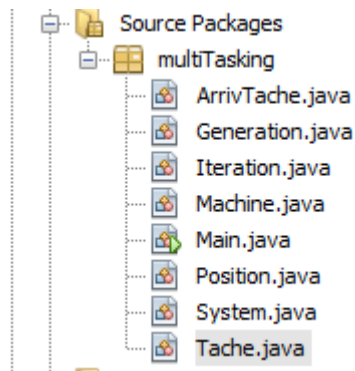 Source Packages
multiTasking
ArrivTache.java
Generation.java
Iteration.java
Machine.java
Main.java
Position.java
System.java
Tache.java